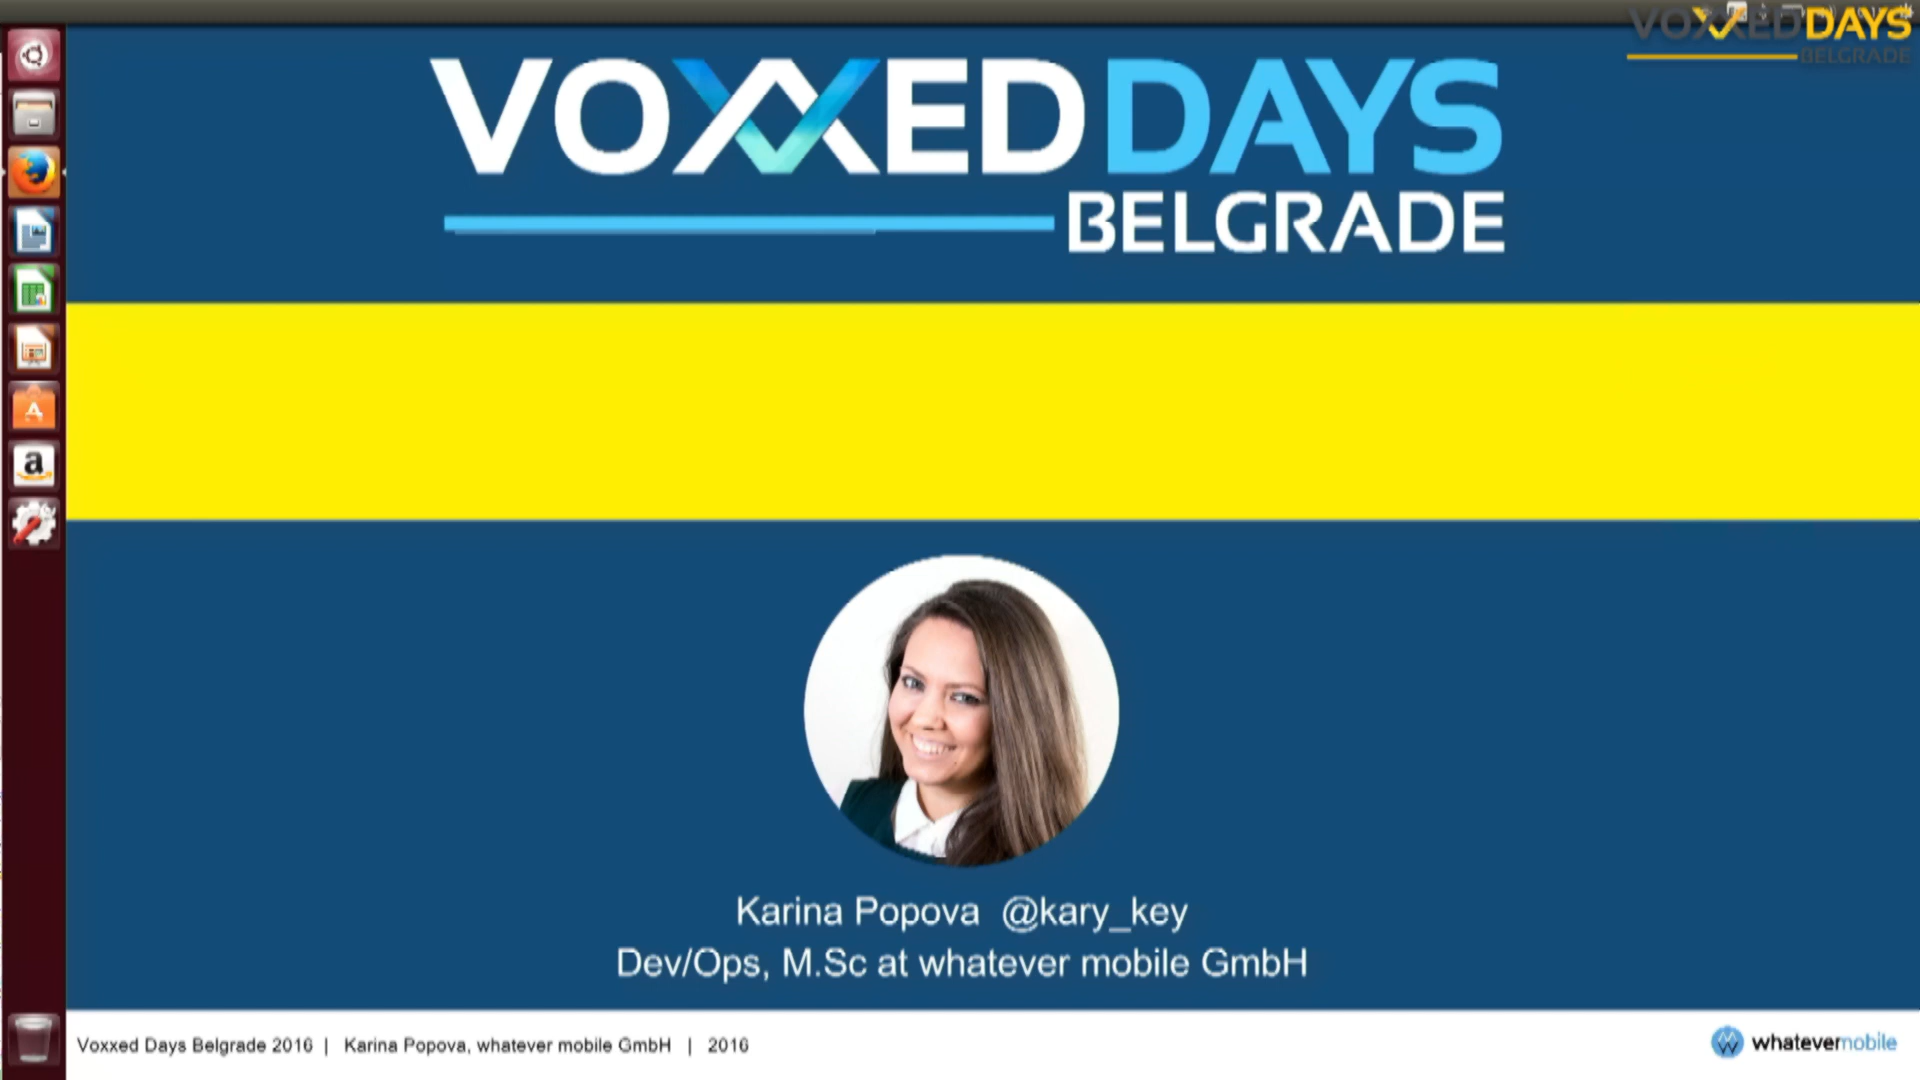 VOXXED DAYS
BELGRADE
VOXXED DAYS
BELGRADE
Karina Popova @kary_key
Dev/Ops, M.Sc at whatever mobile GmbH
Voxxed Days Belgrade 2016 | Karina Popova, whatever mobile GmbH | 2016
whatevermobile